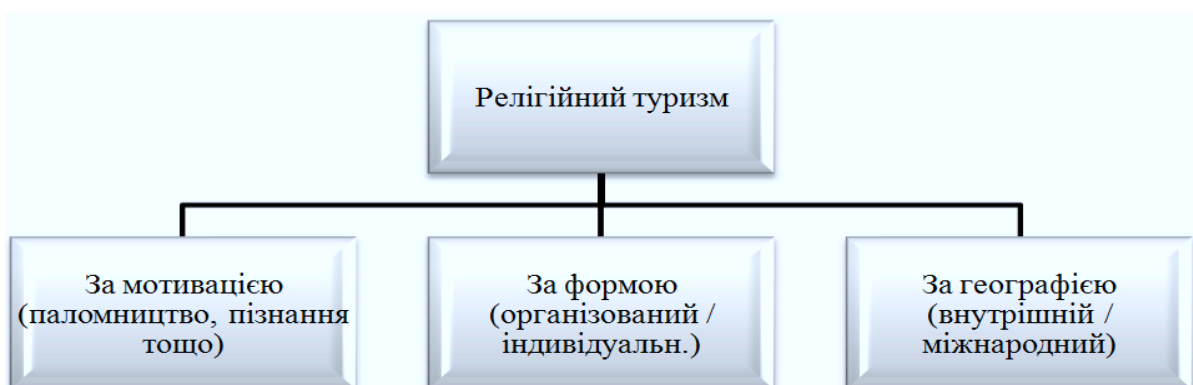 Релігійний туризм
За мотивацією
(паломництво, пізнання
тощо)
За формою
(організований /
індивідуальн.)
За географією
(внутрішній /
міжнародний)